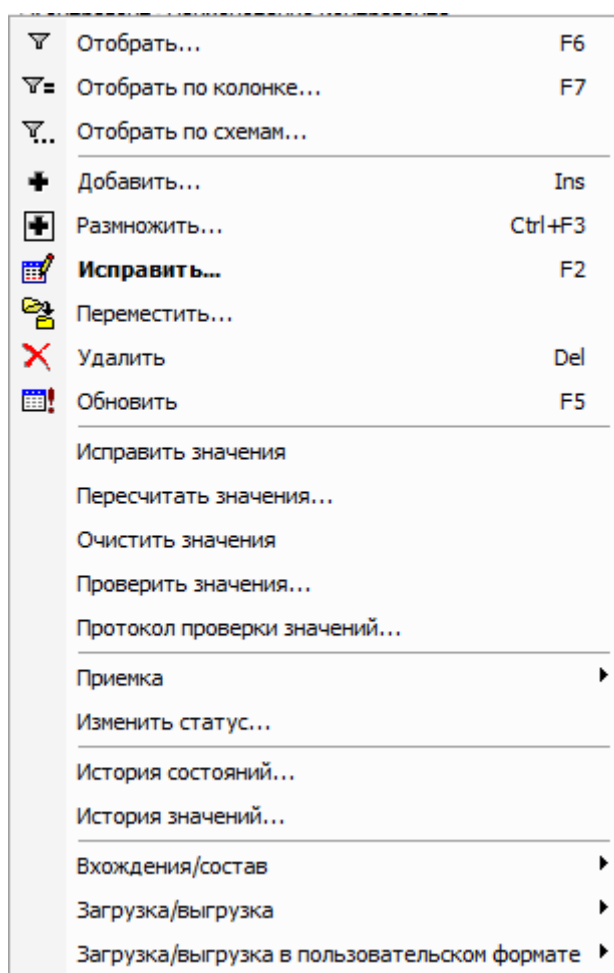 Отобрать... F6
Отобрать по колонке... F7
Отобрать по схемам...
Добавить... Ins
Размножить... Ctrl+F3
Исправить... F2
Переместить...
Удалить Del
Обновить F5
Исправить значения
Пересчитать значения...
Очистить значения
Проверить значения...
Протокол проверки значений...
Приемка
Изменить статус...
История состояний...
История значений...
Вхождения/состав
Загрузка/выгрузка
Загрузка/выгрузка в пользовательском формате